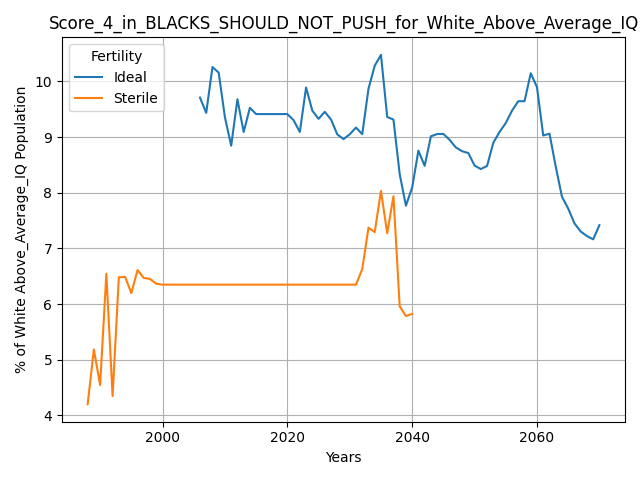 Score_4_in_BLACKS_SHOULD_NOT_PUSH_for_White_Above_Average_IQ
Fertility
Ideal
Sterile
% of White Above_Average_IQ Population
10
9
8
7
6
5
4
2000 2020 2040 2060
Years